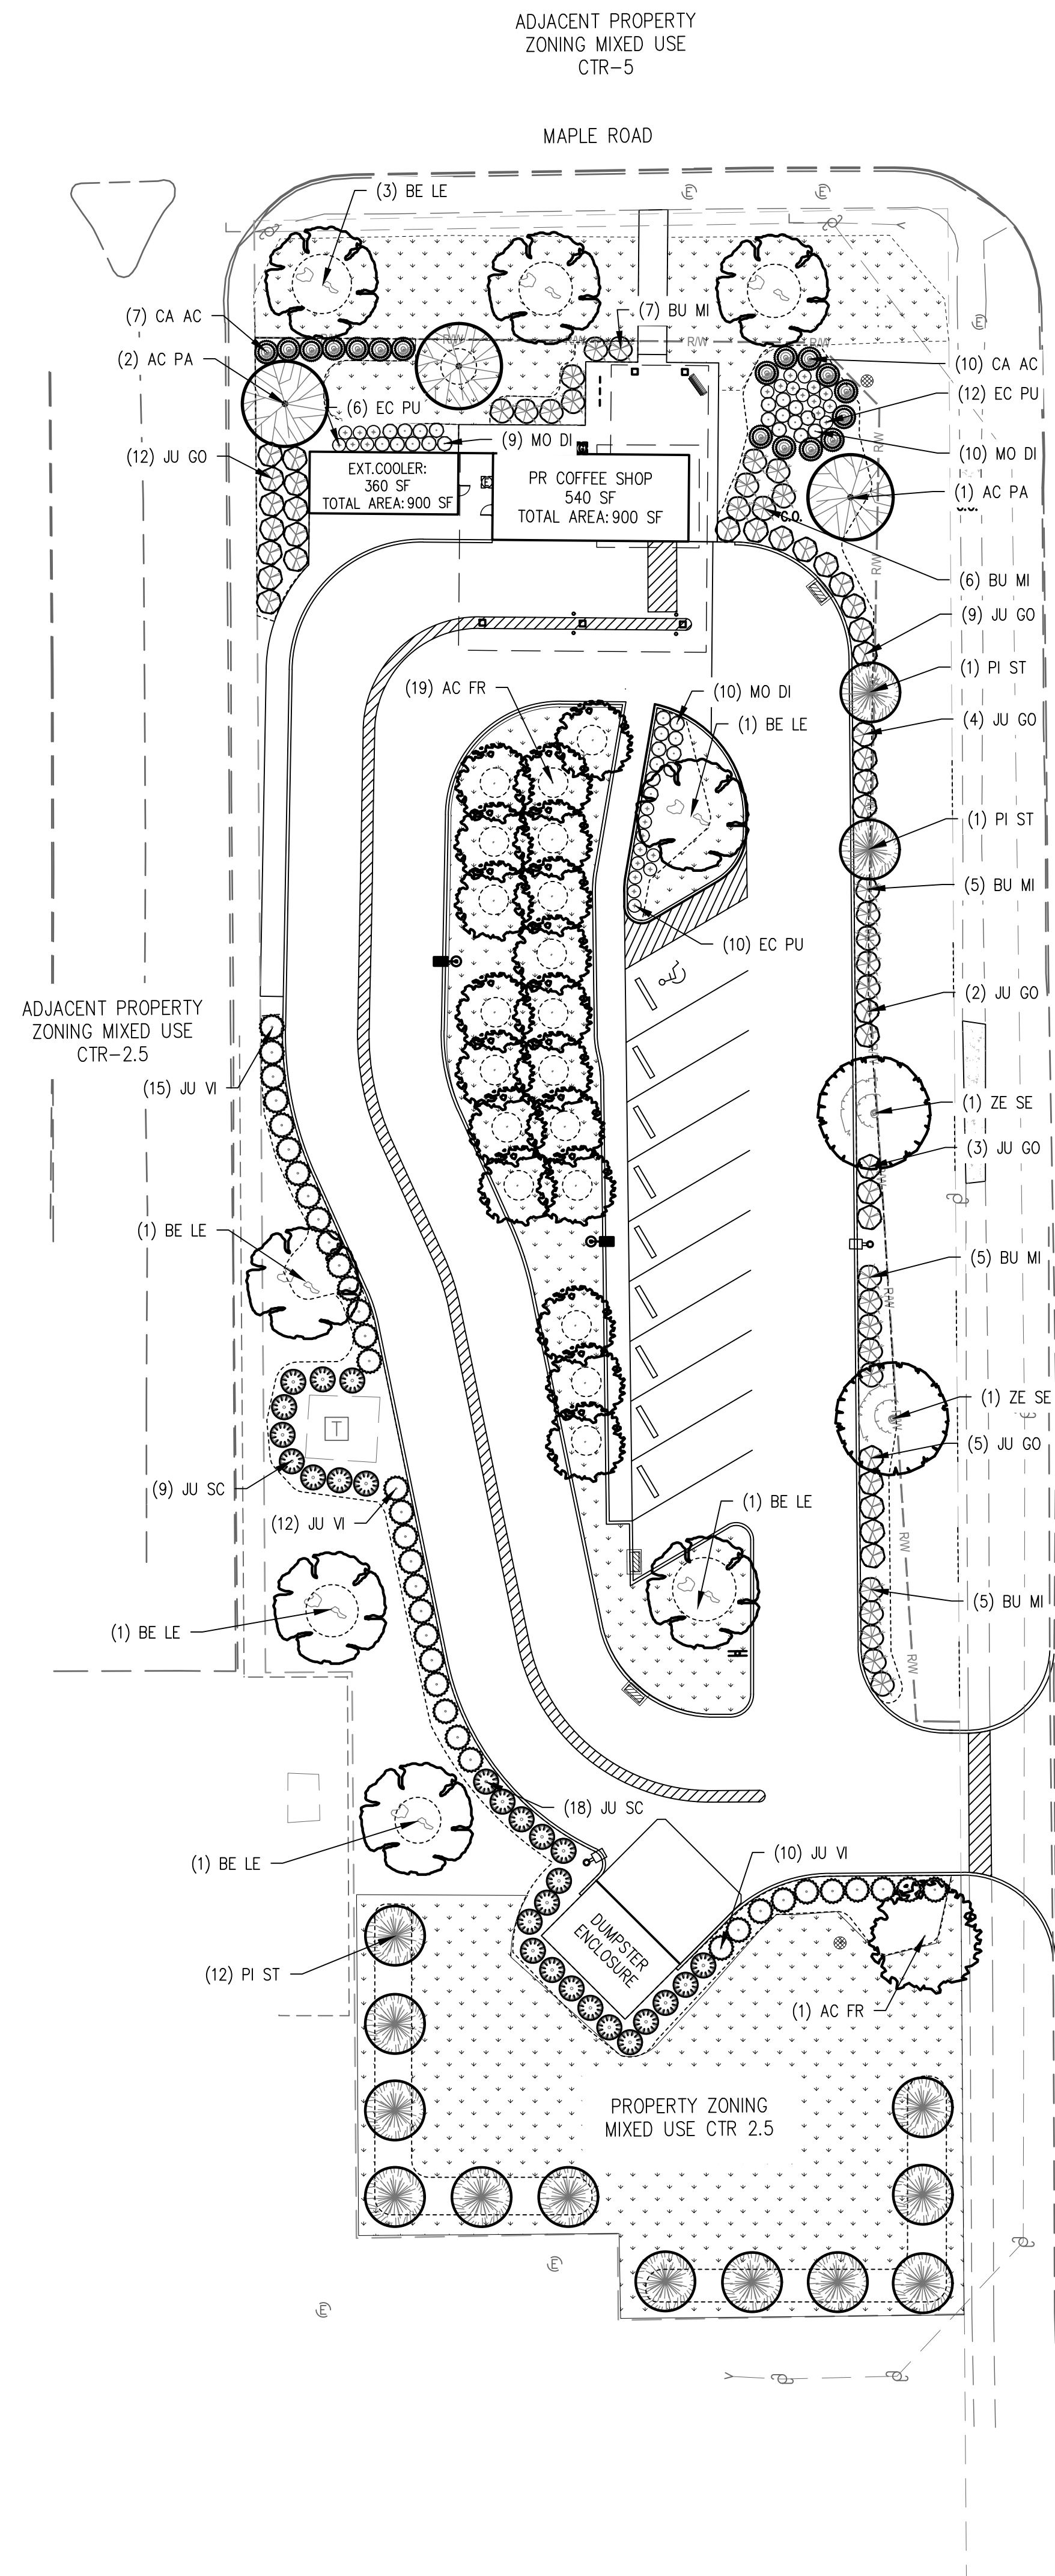 ADJACENT PROPERTY
ZONING MIXED USE
CTR-5
MAPLE ROAD
(3) BE LE
(7) CA AC
(7) BU MI
(2) AC PA
(10) CA AC
(6) EC PU
(12) EC PU
(9) MO DI
(12) JU GO
(10) MO DI
EXT.COOLER:
360 SF
TOTAL AREA:900 SF
PR COFFEE SHOP
540 SF
TOTAL AREA:900 SF
(1) AC PA
C.O.
(6) BU MI
(9) JU GO
(1) PI ST
(19) AC FR
(10) MO DI
(1) BE LE
(4) JU GO
(1) PI ST
(5) BU MI
(10) EC PU
(2) JU GO
ADJACENT PROPERTY
ZONING MIXED USE
CTR-2.5
(15) JU VI
(1) ZE SE
(3) JU GO
(1) BE LE
(5) BU MI
(1) ZE SE
T
(5) JU GO
(9) JU SC
(12) JU VI
(1) BE LE
(5) BU MI
(1) BE LE
(18) JU SC
(10) JU VI
(1) BE LE
DUMPSTER
ENCLOSURE
(12) PI ST
(1) AC FR
PROPERTY ZONING
MIXED USE CTR 2.5
R/W
R/W
R/W
R/W
R/W
R/W
R/W
R/W
E
E
E
E
E